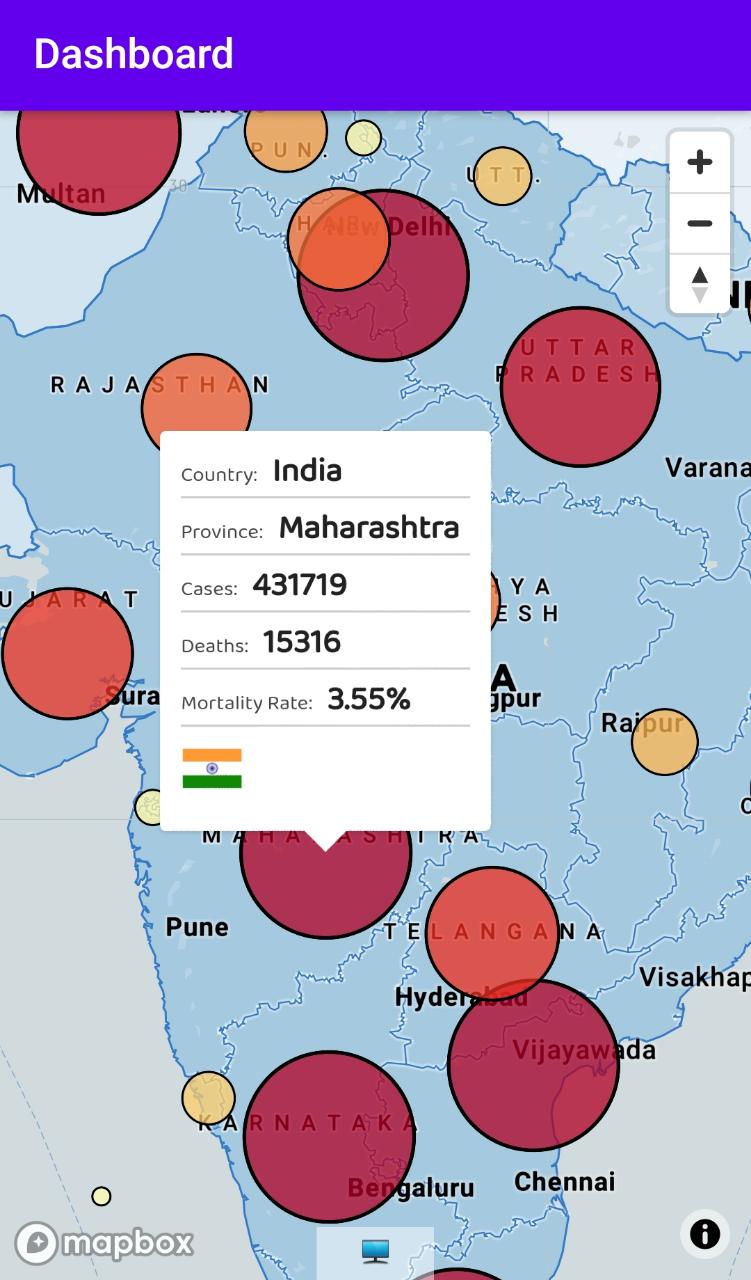 Dashboard
PUN.
UTT.
Multan
30
HAR.
New Delhi
UTTAR
PRADESH
RAJASTHAN
Varana
Country: India
Province: Maharashtra
Cases: 431719
Deaths: 15316
Mortality Rate: 3.55%
YA
ESH
UJARAT
Sura
A
gpur
Raipur
MAHARASHTRA
Pune
TELANGANA
Hyderabad
Visakhap
Vijayawada
KARNATAKA
Bengaluru
Chennai
mapbox